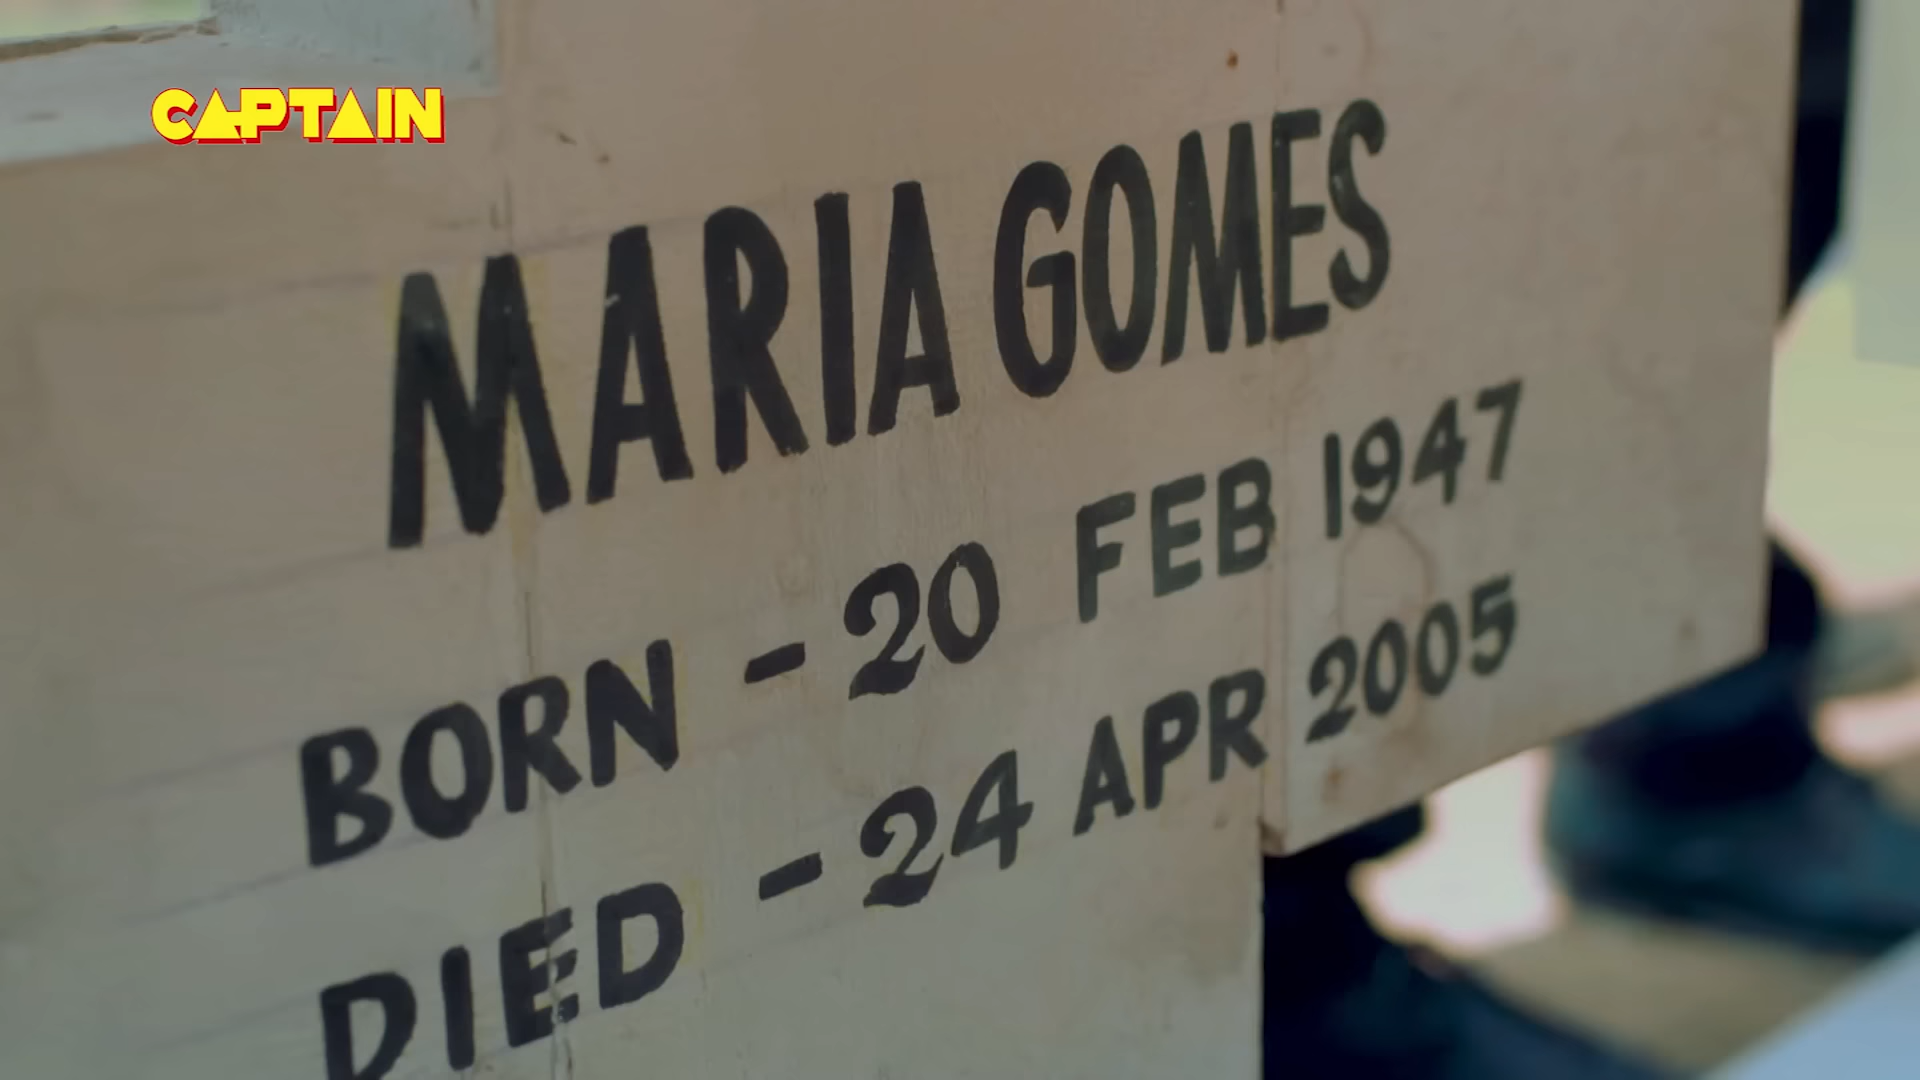 CAPTAIN
MARIA GOMES
BORN - 20 FEB 1947
DIED - 24 APR 2005